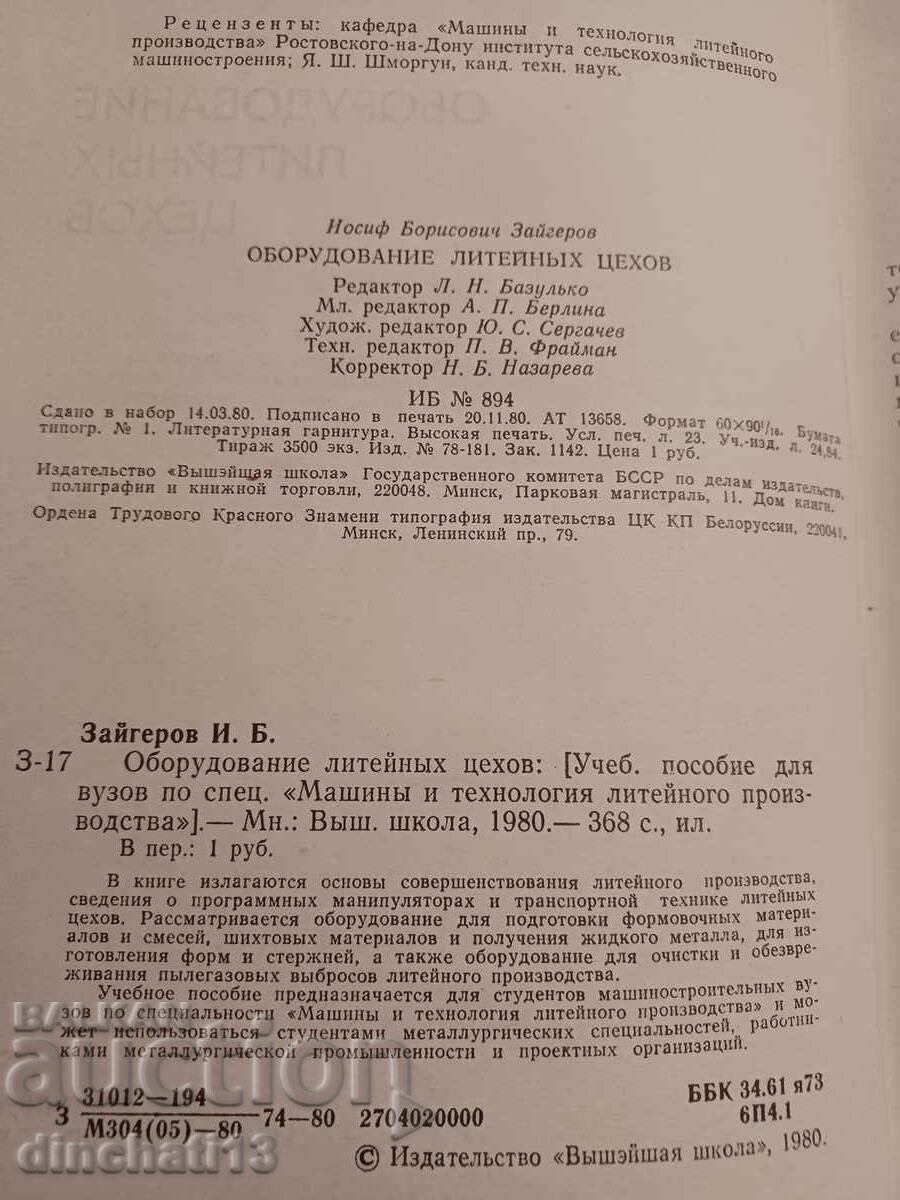 Рецензенты: кафедра «Машины и технология литейного
производства» Ростовского-на-Дону института сельскохозяйственного
машиностроения; Я. Ш. Шморгун, канд. техн. наук.
ОБОРУДОВАНИЕ
ЛИТЕЙНЫХ
ЦЕХОВ
Иосиф Борисович Зайгеров
ОБОРУДОВАНИЕ ЛИТЕЙНЫХ ЦЕХОВ
Редактор Л. Н. Базулько
Мл. редактор А. П. Берлина
Худож. редактор Ю. С. Сергачев
Техн. редактор П. В. Фрайман
Корректор Н. Б. Назарева
ИБ № 894
Сдано в набор 14.03.80. Подписано в печать 20.11.80. АТ 13658. Формат 60×90¹/₁₆. Бумага
типогр. № 1. Литературная гарнитура. Высокая печать. Усл. печ. л. 23. Уч.-изд. л. 24,84.
Тираж 3500 экз. Изд. № 78-181. Зак. 1142. Цена 1 руб.
Издательство «Вышэйшая школа» Государственного комитета БССР по делам издательств,
полиграфии и книжной торговли, 220048. Минск, Парковая магистраль, 11. Дом книги.
Ордена Трудового Красного Знамени типография издательства ЦК КП Белоруссии, 220041,
Минск, Ленинский пр., 79.
Зайгеров И. Б.
З-17 Оборудование литейных цехов: [Учеб. пособие для
вузов по спец. «Машины и технология литейного произ-
водства»].— Мн.: Выш. школа, 1980.— 368 с., ил.
В пер.: 1 руб.
В книге излагаются основы совершенствования литейного производства,
сведения о программных манипуляторах и транспортной технике литейных
цехов. Рассматривается оборудование для подготовки формовочных матери-
алов и смесей, шихтовых материалов и получения жидкого металла, для из-
готовления форм и стержней, а также оборудование для очистки и обезвре-
живания пылегазовых выбросов литейного производства.
Учебное пособие предназначается для студентов машиностроительных ву-
зов по специальности «Машины и технология литейного производства» и мо-
жет использоваться студентами металлургических специальностей, работни-
ками металлургической промышленности и проектных организаций.
З 31012—194
М304(05)—80 74—80 2704020000
ББК 34.61 я73
6П4.1
© Издательство «Вышэйшая школа», 1980.
BALKAN
auction
dinchati13